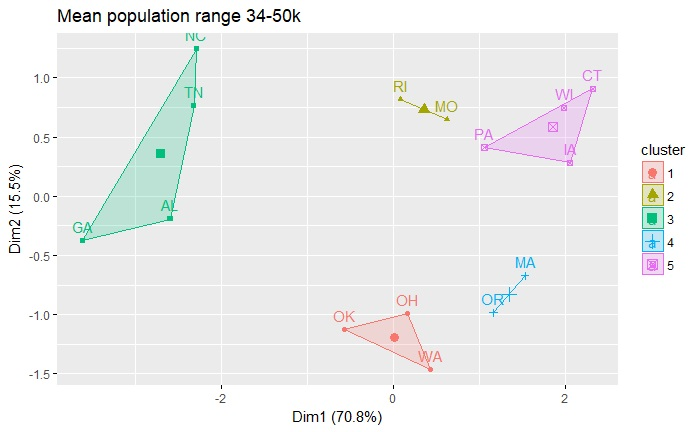 Mean population range 34-50k
NC
TN
AL
GA
RI
MO
CT
WI
PA
IA
MA
OR
OH
OK
WA
1.0
0.5
0.0
-0.5
-1.0
-1.5
Dim2 (15.5%)
-2
0
2
Dim1 (70.8%)
cluster
a 1
a 2
a 3
a 4
a 5